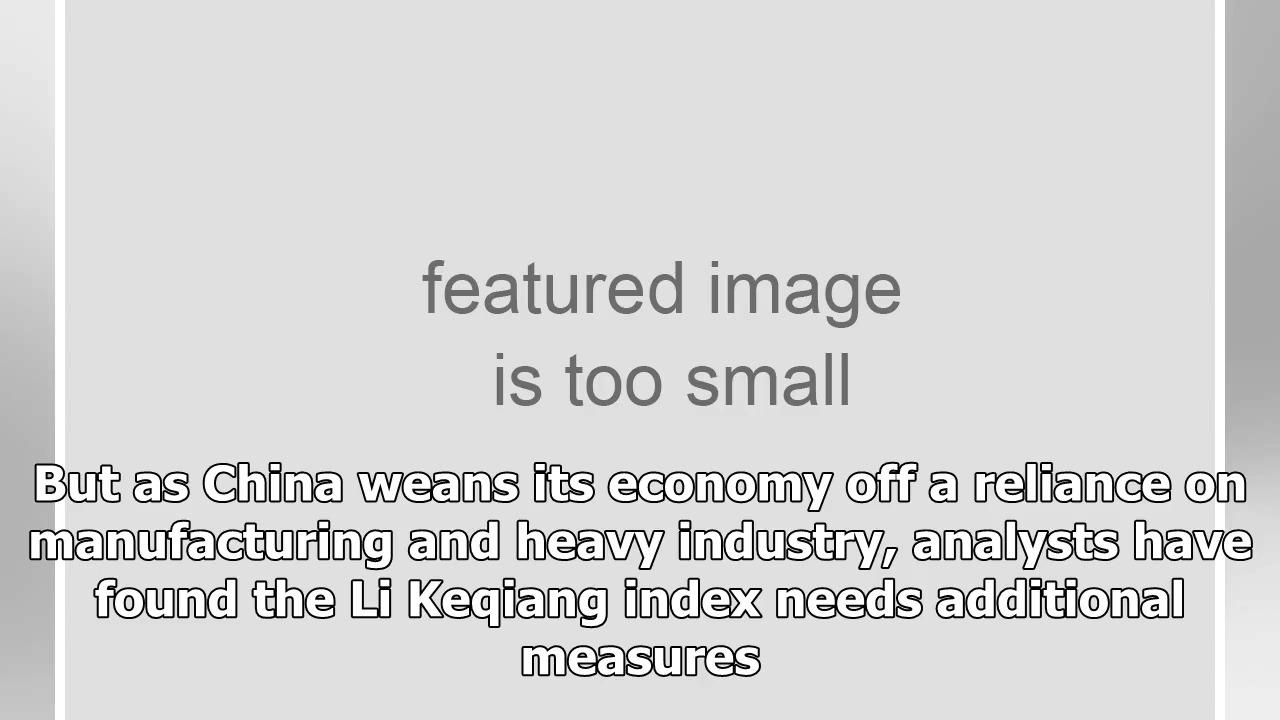 featured image
is too small
But as China weans its economy off a reliance on
manufacturing and heavy industry, analysts have
found the Li Keqiang index needs additional
measures